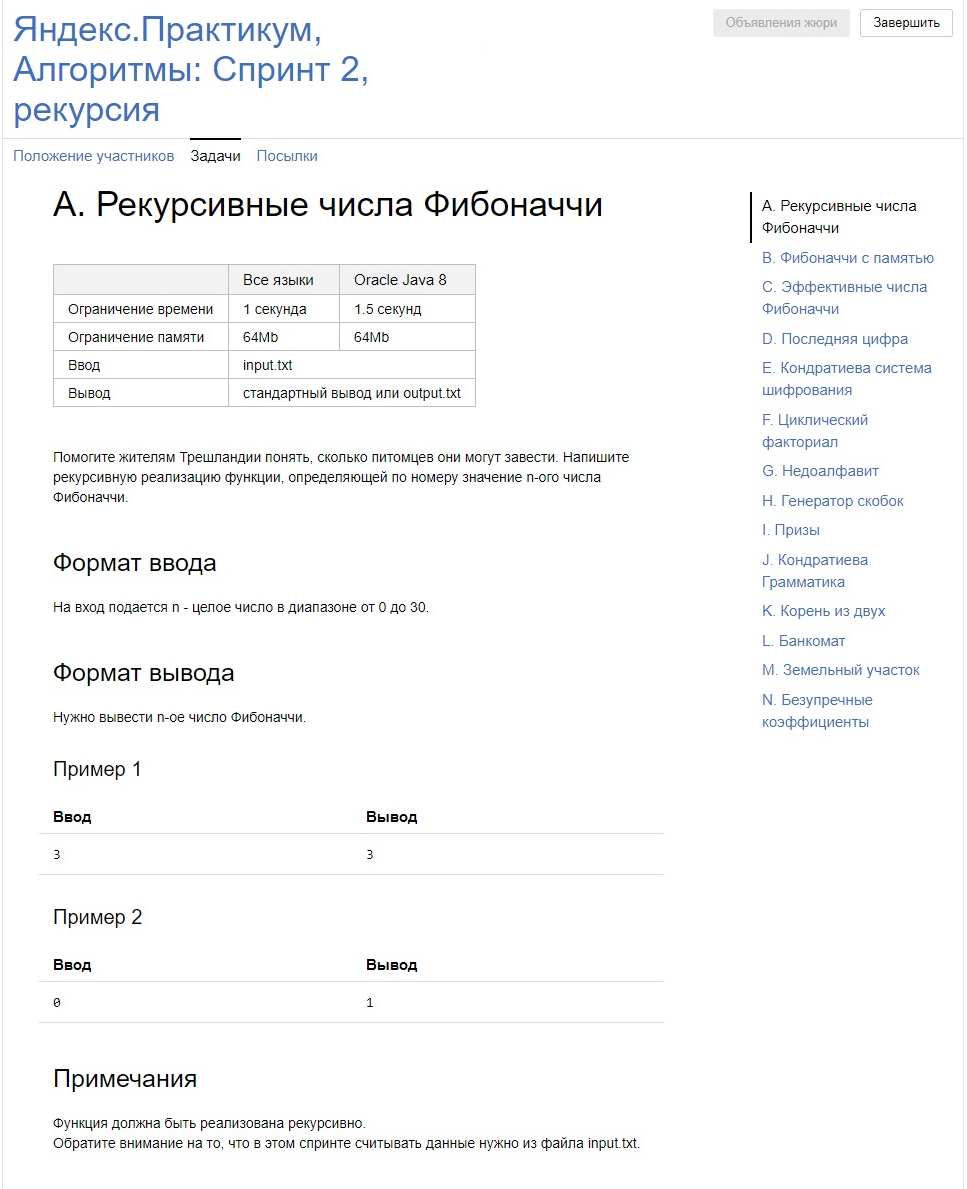 Яндекс.Практикум,
Алгоритмы: Спринт 2,
рекурсия
Объявления жюри
Завершить
Положение участников Задачи Посылки
A. Рекурсивные числа Фибоначчи
Все языки Oracle Java 8
Ограничение времени 1 секунда 1.5 секунд
Ограничение памяти 64Mb 64Mb
Ввод input.txt
Вывод стандартный вывод или output.txt
Помогите жителям Трешландии понять, сколько питомцев они могут завести. Напишите
рекурсивную реализацию функции, определяющей по номеру значение n-ого числа
Фибоначчи.
Формат ввода
На вход подается n - целое число в диапазоне от 0 до 30.
Формат вывода
Нужно вывести n-ое число Фибоначчи.
Пример 1
Ввод Вывод
3 3
Пример 2
Ввод Вывод
0 1
Примечания
Функция должна быть реализована рекурсивно.
Обратите внимание на то, что в этом спринте считывать данные нужно из файла input.txt.
A. Рекурсивные числа
Фибоначчи
B. Фибоначчи с памятью
C. Эффективные числа
Фибоначчи
D. Последняя цифра
E. Кондратиева система
шифрования
F. Циклический
факториал
G. Недоалфавит
H. Генератор скобок
I. Призы
J. Кондратиева
Грамматика
K. Корень из двух
L. Банкомат
M. Земельный участок
N. Безупречные
коэффициенты